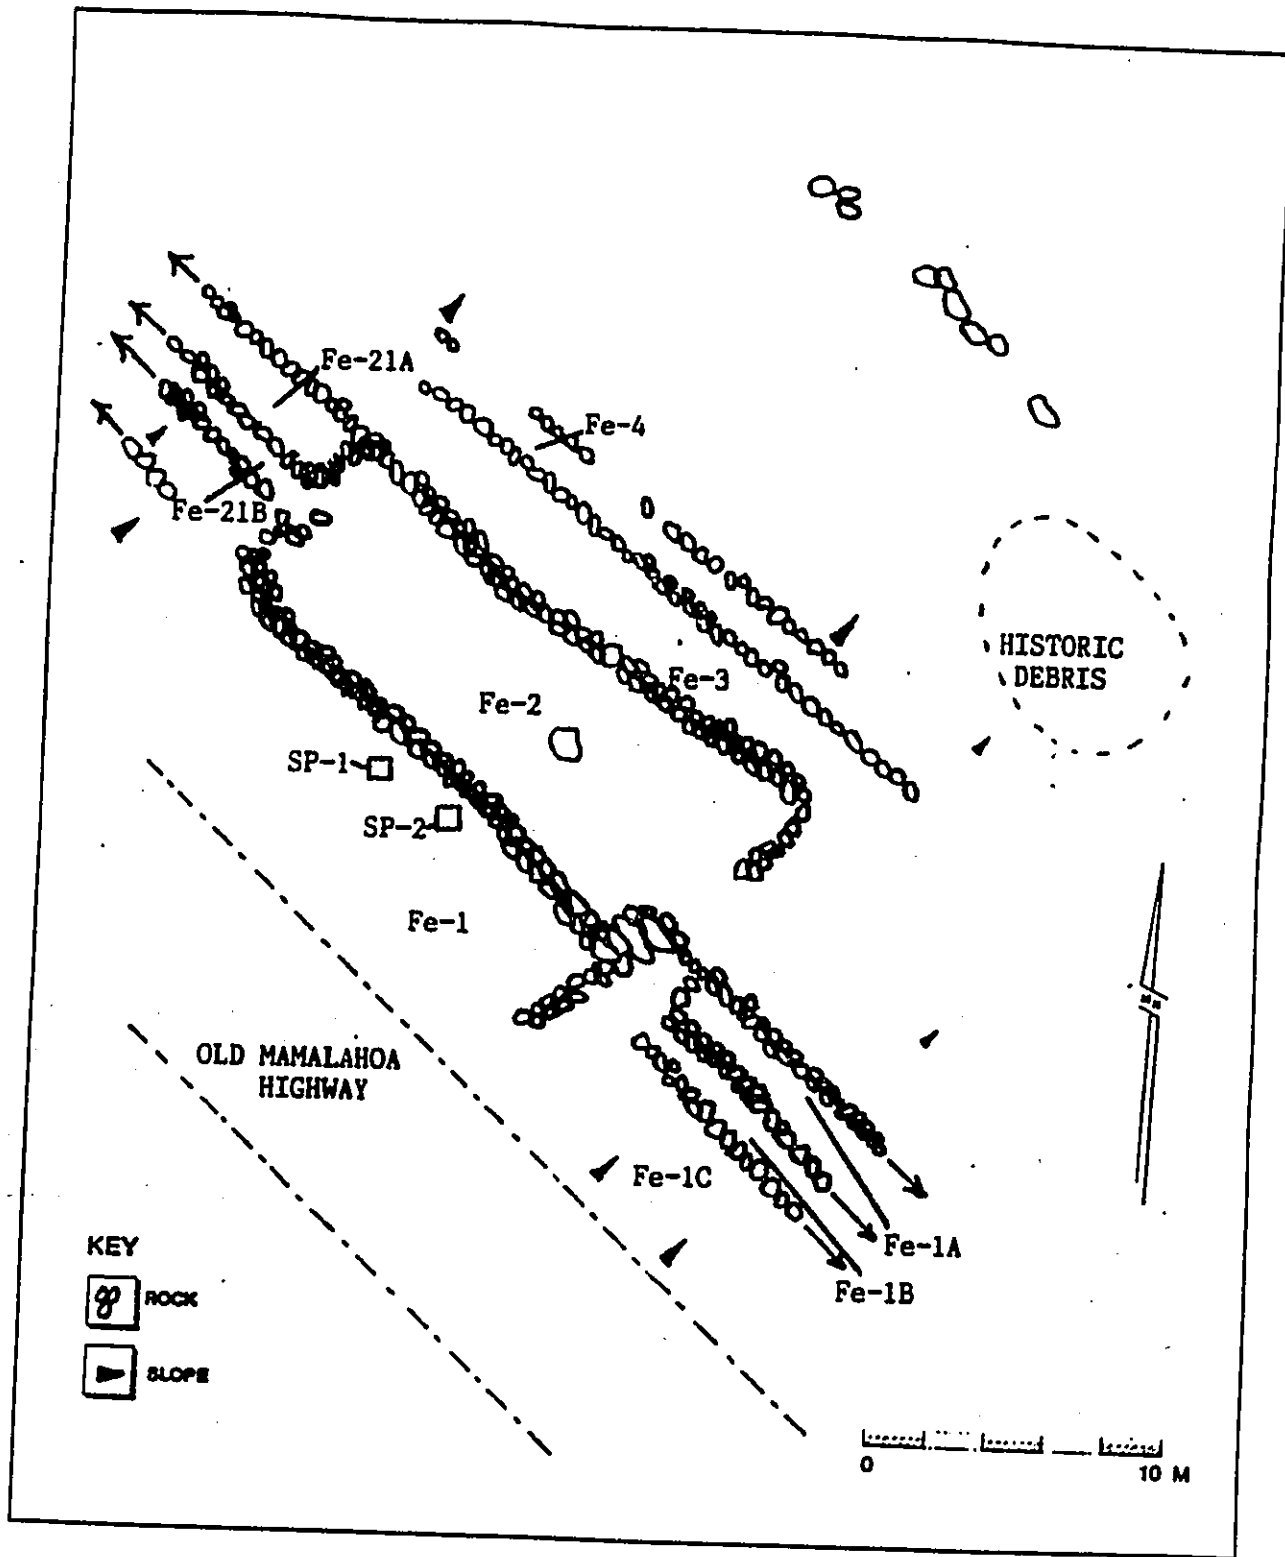 Fe-21A
Fe-4
Fe-21B
HISTORIC
DEBRIS
Fe-3
Fe-2
SP-1
SP-2
Fe-1
OLD MAMALAHOA
HIGHWAY
Fe-1C
Fe-1A
Fe-1B
KEY
ROCK
SLOPE
0
10 M